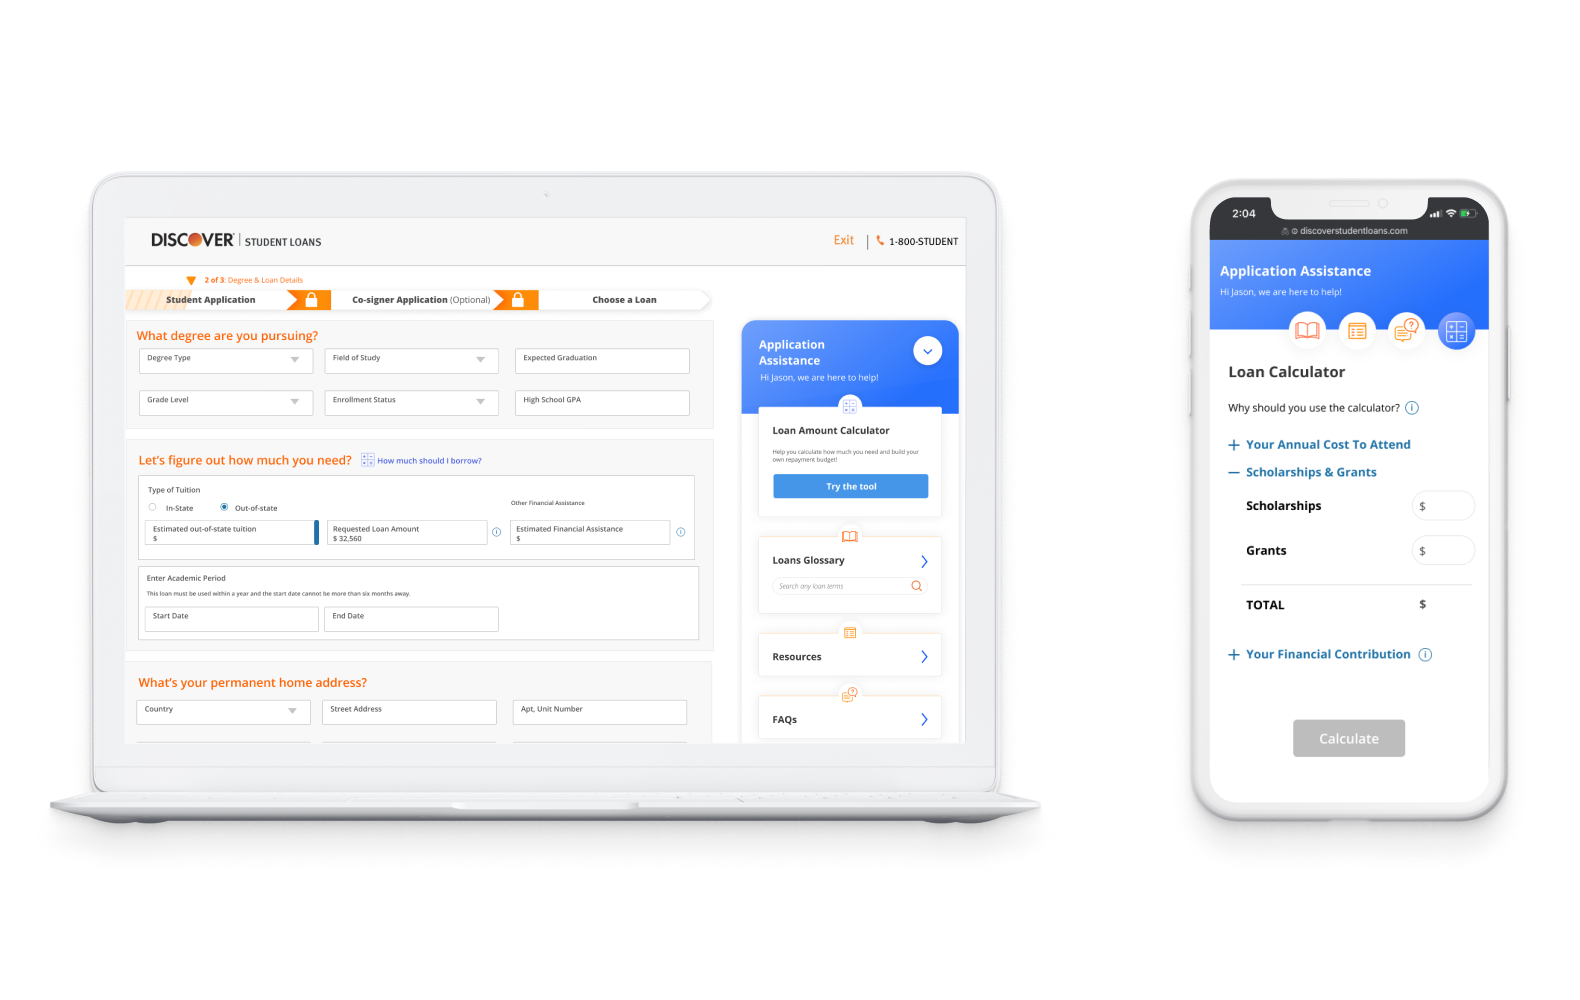 DISCOVER | STUDENT LOANS
Exit | 1-800-STUDENT
2 of 3: Degree & Loan Details
Student Application
Co-signer Application (Optional)
Choose a Loan
What degree are you pursuing?
Degree Type
Field of Study
Expected Graduation
Grade Level
Enrollment Status
High School GPA
Let's figure out how much you need?
How much should I borrow?
Type of Tuition
In-State
Out-of-state
Other Financial Assistance
Estimated out-of-state tuition
$
Requested Loan Amount
$ 32,560
Estimated Financial Assistance
$
Enter Academic Period
This loan must be used within a year and the start date cannot be more than six months away.
Start Date
End Date
What's your permanent home address?
Country
Street Address
Apt, Unit Number
Application
Assistance
Hi Jason, we are here to help!
Loan Amount Calculator
Help you calculate how much you need and build your
own repayment budget!
Try the tool
Loans Glossary
Search any loan terms
Resources
FAQs
2:04
discoverstudentloans.com
Application Assistance
Hi Jason, we are here to help!
Loan Calculator
Why should you use the calculator?
+ Your Annual Cost To Attend
— Scholarships & Grants
Scholarships
$
Grants
$
TOTAL
$
+ Your Financial Contribution
Calculate